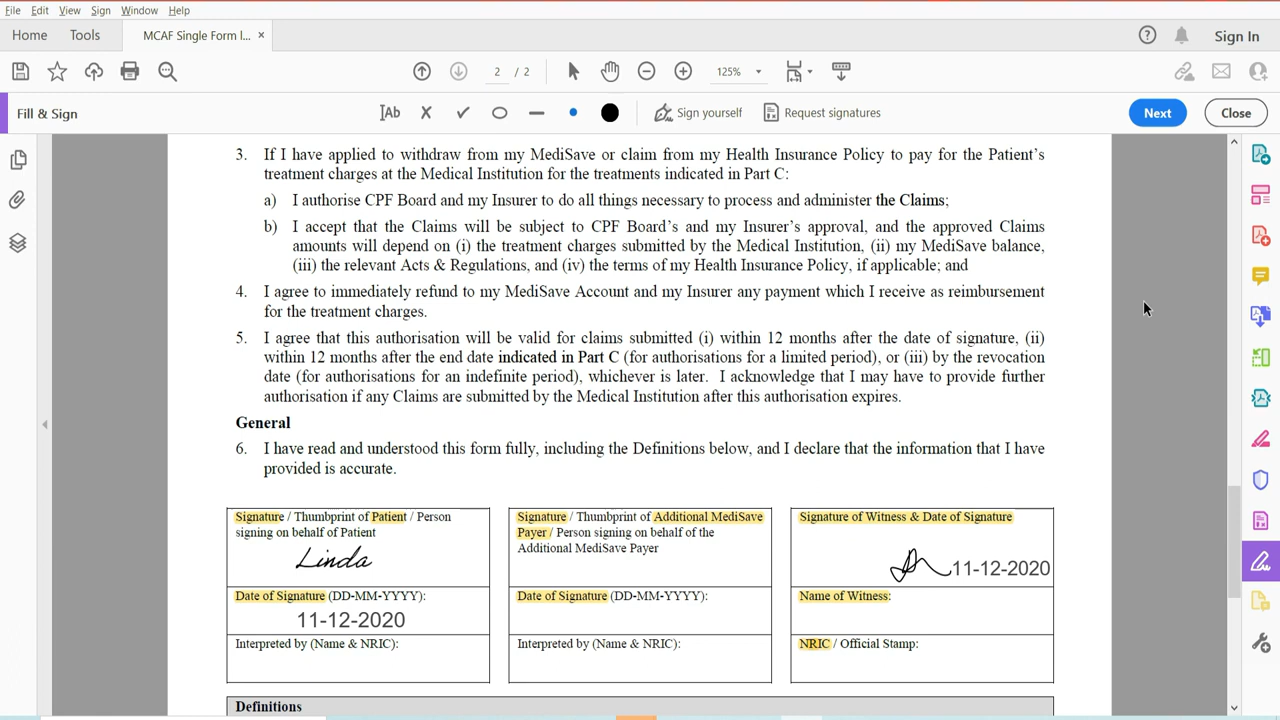 File Edit View Sign Window Help
Home Tools MCAF Single Form I... × Sign In
2 / 2 125%
Fill & Sign Ab Sign yourself Request signatures Next Close
3. If I have applied to withdraw from my MediSave or claim from my Health Insurance Policy to pay for the Patient's
treatment charges at the Medical Institution for the treatments indicated in Part C:
a) I authorise CPF Board and my Insurer to do all things necessary to process and administer the Claims;
b) I accept that the Claims will be subject to CPF Board's and my Insurer's approval, and the approved Claims
amounts will depend on (i) the treatment charges submitted by the Medical Institution, (ii) my MediSave balance,
(iii) the relevant Acts & Regulations, and (iv) the terms of my Health Insurance Policy, if applicable; and
4. I agree to immediately refund to my MediSave Account and my Insurer any payment which I receive as reimbursement
for the treatment charges.
5. I agree that this authorisation will be valid for claims submitted (i) within 12 months after the date of signature, (ii)
within 12 months after the end date indicated in Part C (for authorisations for a limited period), or (iii) by the revocation
date (for authorisations for an indefinite period), whichever is later. I acknowledge that I may have to provide further
authorisation if any Claims are submitted by the Medical Institution after this authorisation expires.
General
6. I have read and understood this form fully, including the Definitions below, and I declare that the information that I have
provided is accurate.
Signature / Thumbprint of Patient / Person
signing on behalf of Patient
Linda
Date of Signature (DD-MM-YYYY):
11-12-2020
Interpreted by (Name & NRIC):
Signature / Thumbprint of Additional MediSave
Payer / Person signing on behalf of the
Additional MediSave Payer
Date of Signature (DD-MM-YYYY):
Interpreted by (Name & NRIC):
Signature of Witness & Date of Signature
11-12-2020
Name of Witness:
NRIC / Official Stamp:
Definitions